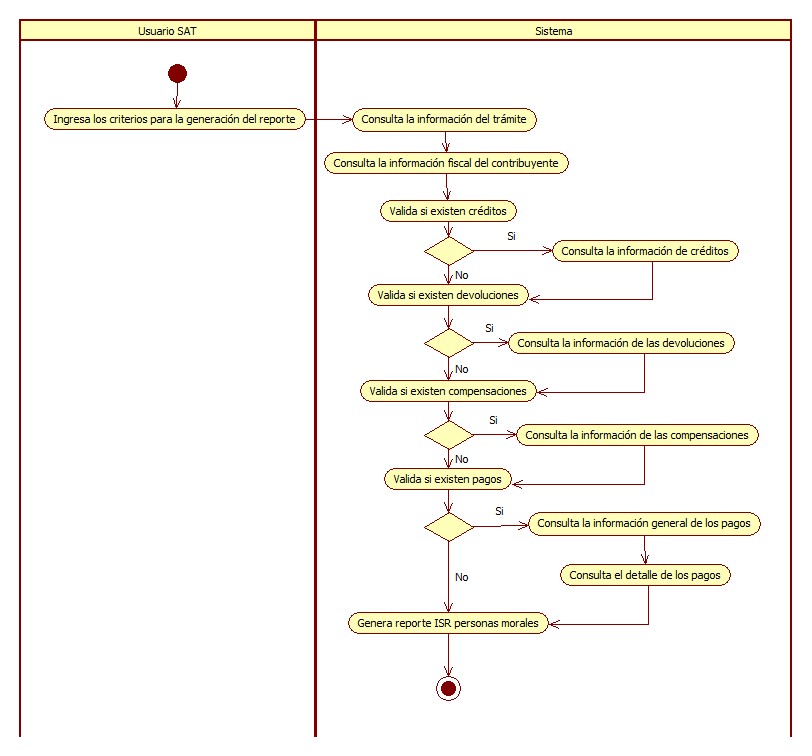 Usuario SAT
Sistema
Ingresa los criterios para la generación del reporte
Consulta la información del trámite
Consulta la información fiscal del contribuyente
Valida si existen créditos
Si
Consulta la información de créditos
No
Valida si existen devoluciones
Si
Consulta la información de las devoluciones
No
Valida si existen compensaciones
Si
Consulta la información de las compensaciones
No
Valida si existen pagos
Si
Consulta la información general de los pagos
Consulta el detalle de los pagos
No
Genera reporte ISR personas morales